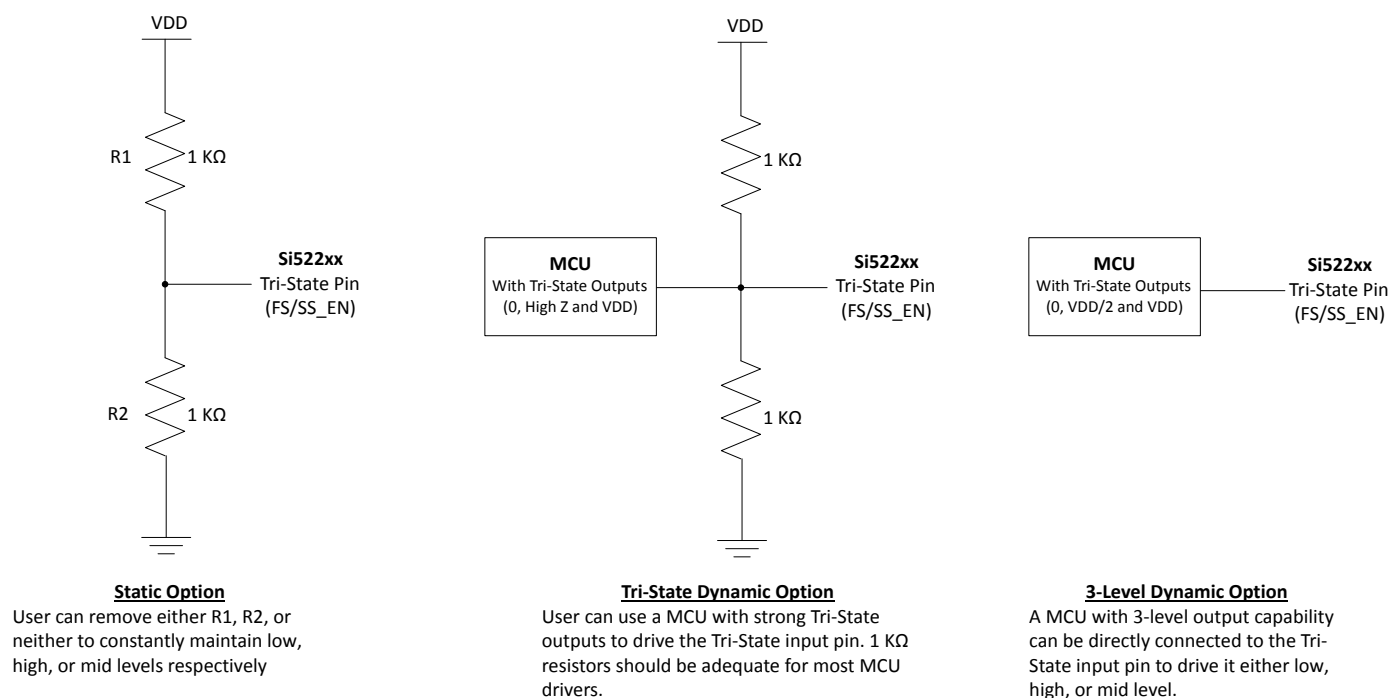 VDD
R1
1 KΩ
Si522xx
Tri-State Pin
(FS/SS_EN)
R2
1 KΩ
Static Option
User can remove either R1, R2, or
neither to constantly maintain low,
high, or mid levels respectively
VDD
1 KΩ
MCU
With Tri-State Outputs
(0, High Z and VDD)
Si522xx
Tri-State Pin
(FS/SS_EN)
1 KΩ
Tri-State Dynamic Option
User can use a MCU with strong Tri-State
outputs to drive the Tri-State input pin. 1 KΩ
resistors should be adequate for most MCU
drivers.
MCU
With Tri-State Outputs
(0, VDD/2 and VDD)
Si522xx
Tri-State Pin
(FS/SS_EN)
3-Level Dynamic Option
A MCU with 3-level output capability
can be directly connected to the Tri-
State input pin to drive it either low,
high, or mid level.